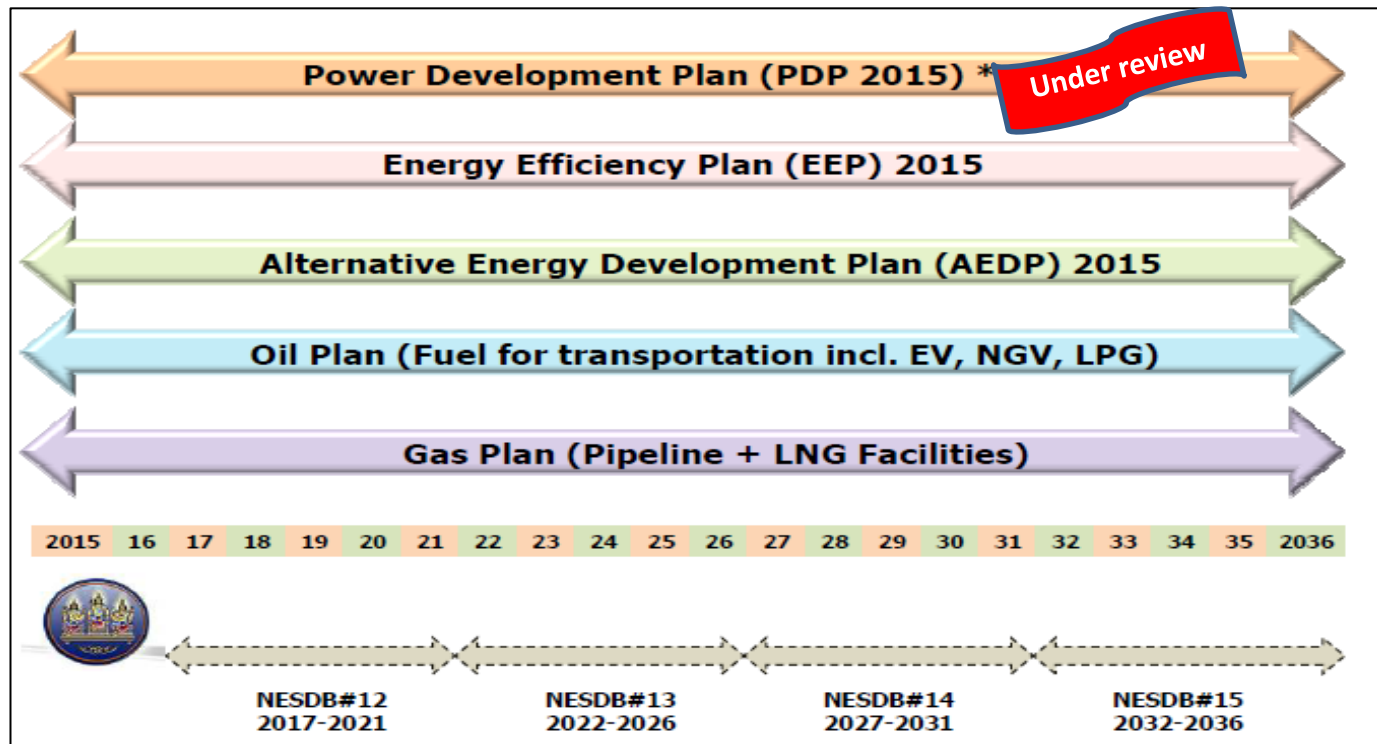 Power Development Plan (PDP 2015) *
Under review
Energy Efficiency Plan (EEP) 2015
Alternative Energy Development Plan (AEDP) 2015
Oil Plan (Fuel for transportation incl. EV, NGV, LPG)
Gas Plan (Pipeline + LNG Facilities)
2015 16 17 18 19 20 21 22 23 24 25 26 27 28 29 30 31 32 33 34 35 2036
NESDB#12 NESDB#13 NESDB#14 NESDB#15
2017-2021 2022-2026 2027-2031 2032-2036